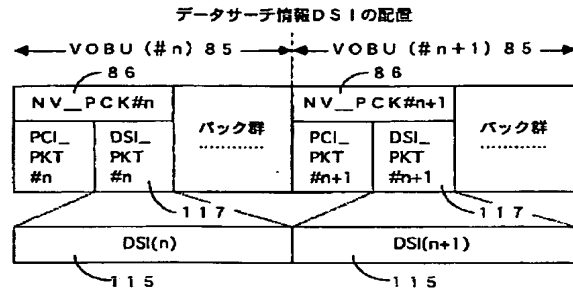 データサーチ情報DSIの配置
VOBU(#n)85 VOBU(#n+1)85
86 86
NV__PCK#n パック群 NV__PCK#n+1 パック群
PCI_ DSI_ ……… PCI_ DSI_ ………
PKT PKT PKT PKT
#n #n #n+1 #n+1
117 117
DSI(n) DSI(n+1)
115 115